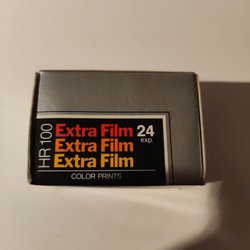 HR 100
Extra Film 24
exp.
Extra Film
Extra Film
COLOR PRINTS